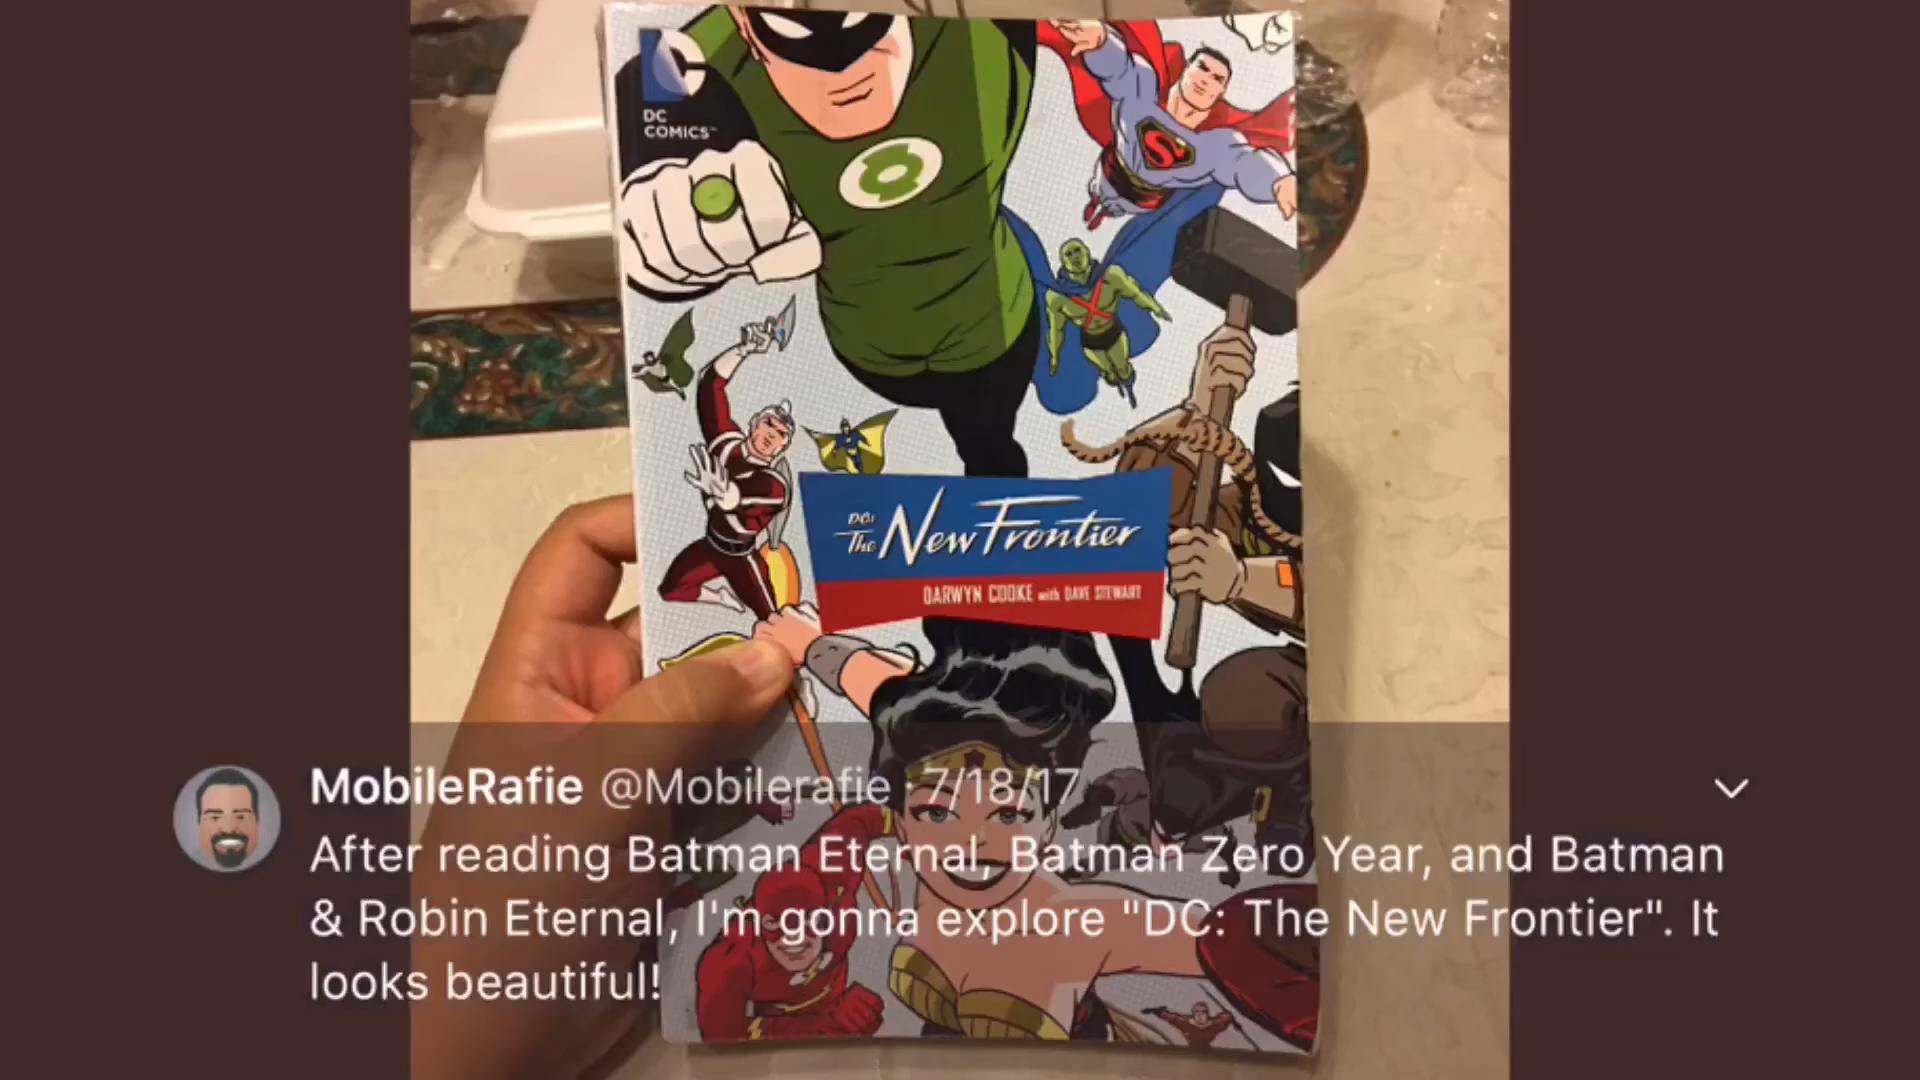 DC
COMICS™
DC:
The New Frontier
DARWYN COOKE with DAVE STEWART
MobileRafie @Mobilerafie · 7/18/17
After reading Batman Eternal, Batman Zero Year, and Batman
& Robin Eternal, I'm gonna explore "DC: The New Frontier". It
looks beautiful!